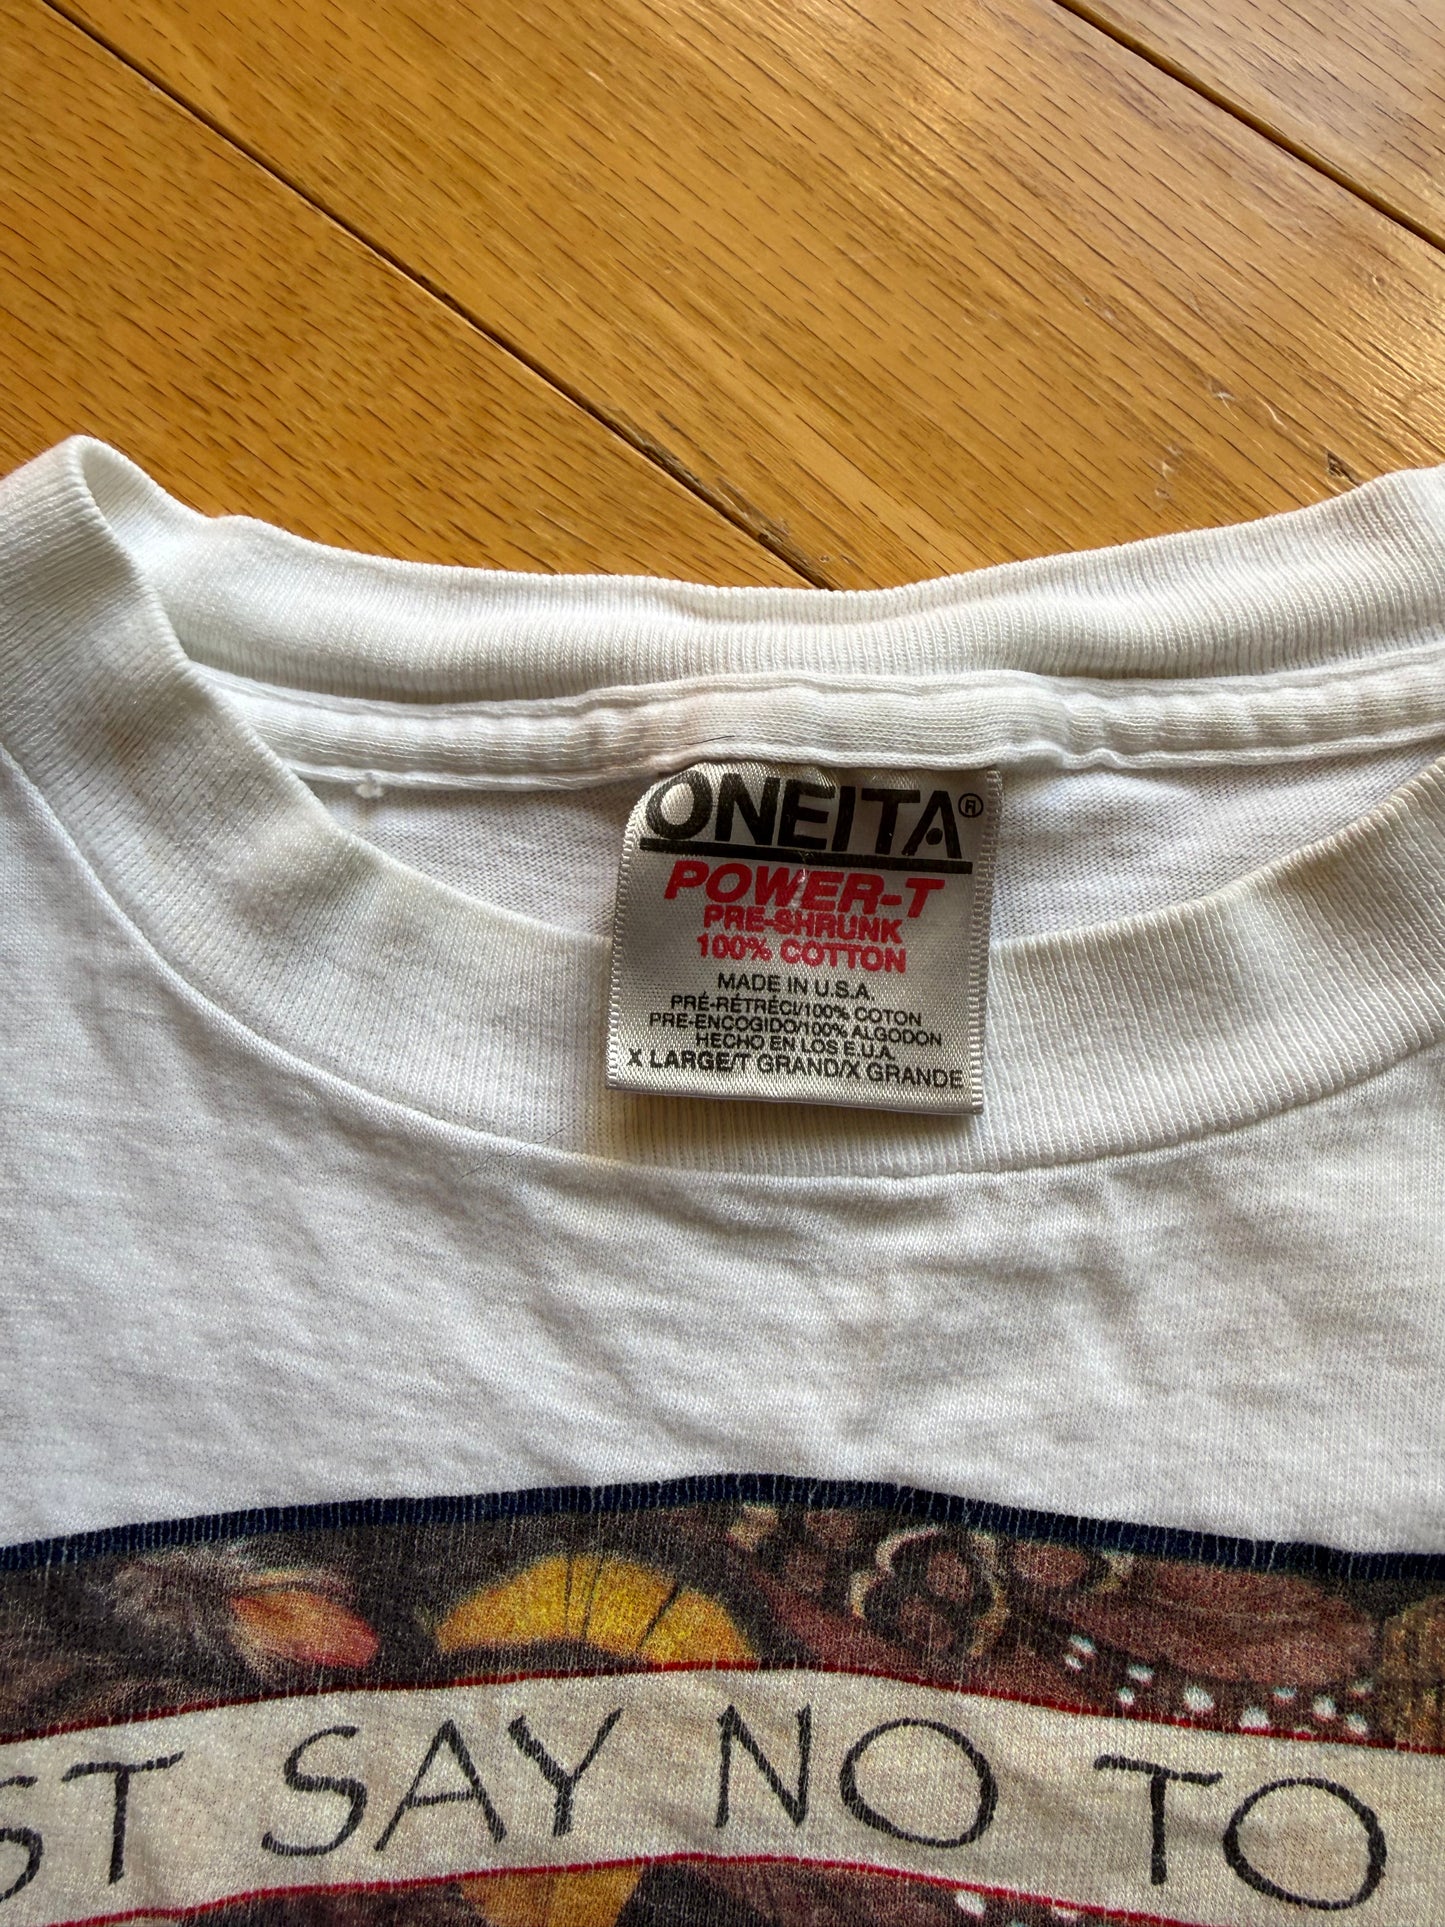 ONEITA®
POWER-T
PRE-SHRUNK
100% COTTON
MADE IN U.S.A.
PRÉ-RÉTRÉCI/100% COTON
PRE-ENCOGIDO/100% ALGODON
HECHO EN LOS E.U.A.
X LARGE/T GRAND/X GRANDE
ST SAY NO TO